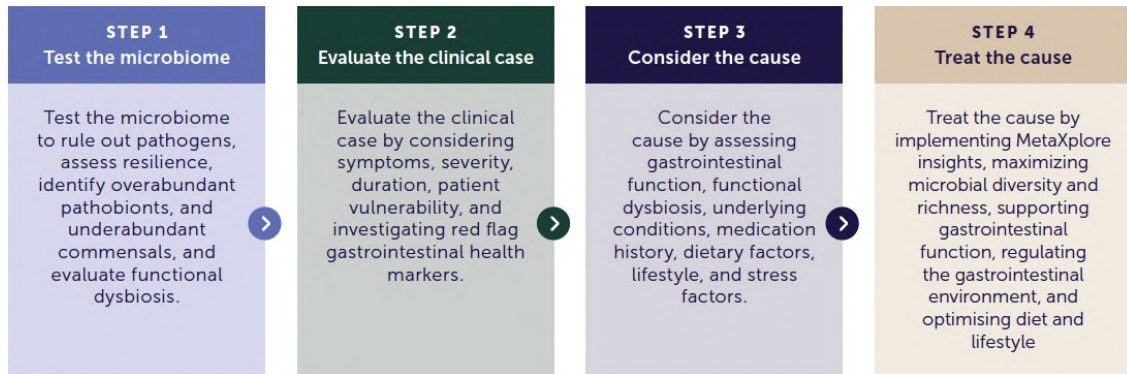 STEP 1
Test the microbiome
Test the microbiome
to rule out pathogens,
assess resilience,
identify overabundant
pathobionts, and
underabundant
commensals, and
evaluate functional
dysbiosis.
STEP 2
Evaluate the clinical case
Evaluate the clinical
case by considering
symptoms, severity,
duration, patient
vulnerability, and
investigating red flag
gastrointestinal health
markers.
STEP 3
Consider the cause
Consider the
cause by assessing
gastrointestinal
function, functional
dysbiosis, underlying
conditions, medication
history, dietary factors,
lifestyle, and stress
factors.
STEP 4
Treat the cause
Treat the cause by
implementing MetaXplore
insights, maximizing
microbial diversity and
richness, supporting
gastrointestinal
function, regulating
the gastrointestinal
environment, and
optimising diet and
lifestyle